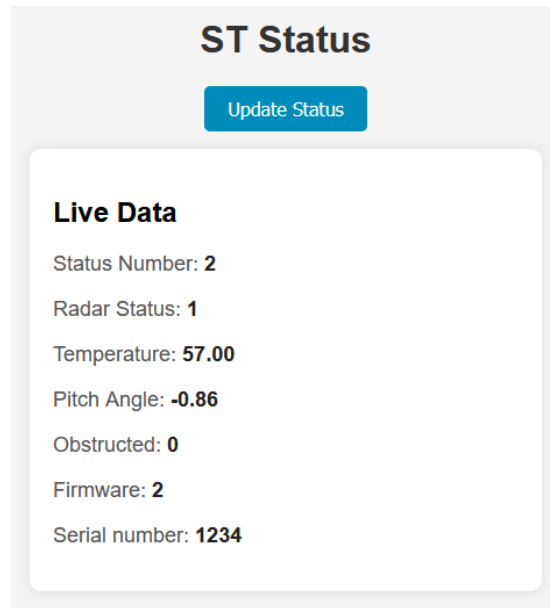 ST Status
Update Status
Live Data
Status Number: 2
Radar Status: 1
Temperature: 57.00
Pitch Angle: -0.86
Obstructed: 0
Firmware: 2
Serial number: 1234